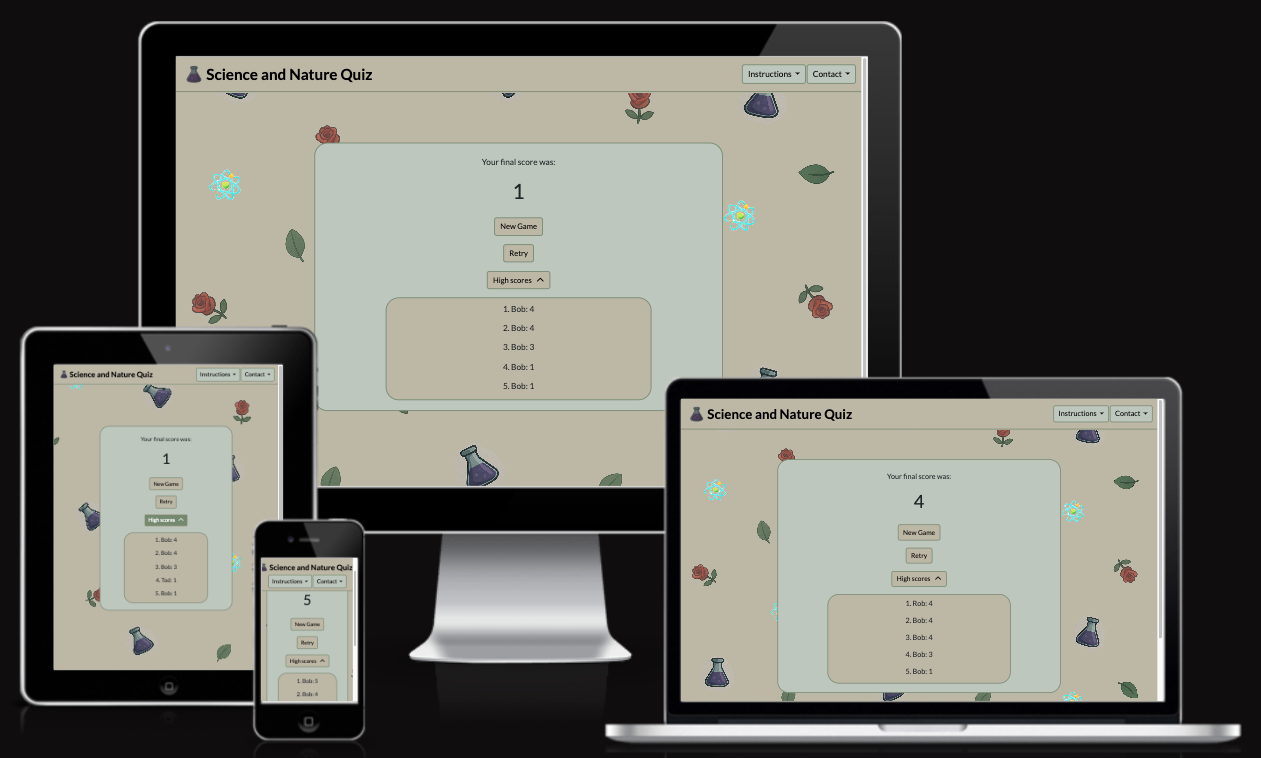 Science and Nature Quiz
Instructions
Contact
Your final score was:
1
New Game
Retry
High scores
1. Bob: 4
2. Bob: 4
3. Bob: 3
4. Bob: 1
5. Bob: 1
Science and Nature Quiz
Instructions
Contact
Your final score was:
1
New Game
Retry
High scores
1. Bob: 4
2. Bob: 4
3. Bob: 3
4. Tad: 1
5. Bob: 1
Science and Nature Quiz
Instructions
Contact
5
New Game
Retry
High scores
1. Bob: 5
2. Bob: 4
Science and Nature Quiz
Instructions
Contact
Your final score was:
4
New Game
Retry
High scores
1. Rob: 4
2. Bob: 4
3. Bob: 4
4. Bob: 3
5. Bob: 1